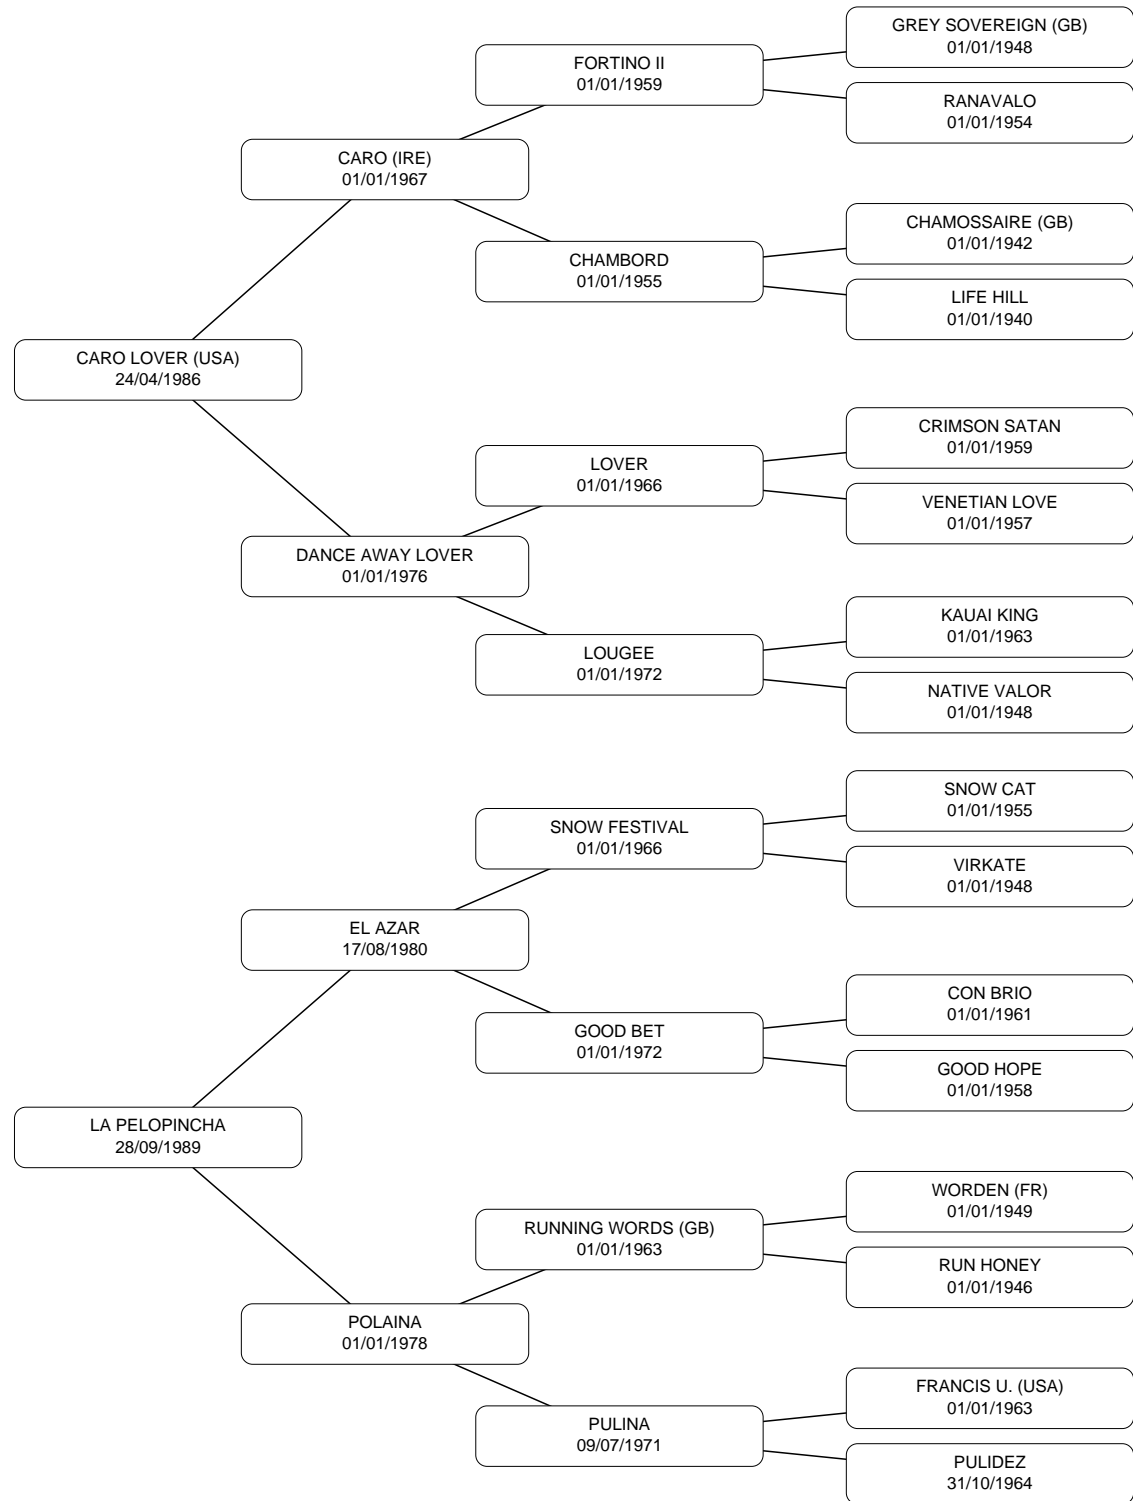 GREY SOVEREIGN (GB)
01/01/1948
FORTINO II
01/01/1959
RANAVALO
01/01/1954
CARO (IRE)
01/01/1967
CHAMOSSAIRE (GB)
01/01/1942
CHAMBORD
01/01/1955
LIFE HILL
01/01/1940
CARO LOVER (USA)
24/04/1986
CRIMSON SATAN
01/01/1959
LOVER
01/01/1966
VENETIAN LOVE
01/01/1957
DANCE AWAY LOVER
01/01/1976
KAUAI KING
01/01/1963
LOUGEE
01/01/1972
NATIVE VALOR
01/01/1948
SNOW CAT
01/01/1955
SNOW FESTIVAL
01/01/1966
VIRKATE
01/01/1948
EL AZAR
17/08/1980
CON BRIO
01/01/1961
GOOD BET
01/01/1972
GOOD HOPE
01/01/1958
LA PELOPINCHA
28/09/1989
WORDEN (FR)
01/01/1949
RUNNING WORDS (GB)
01/01/1963
RUN HONEY
01/01/1946
POLAINA
01/01/1978
FRANCIS U. (USA)
01/01/1963
PULINA
09/07/1971
PULIDEZ
31/10/1964